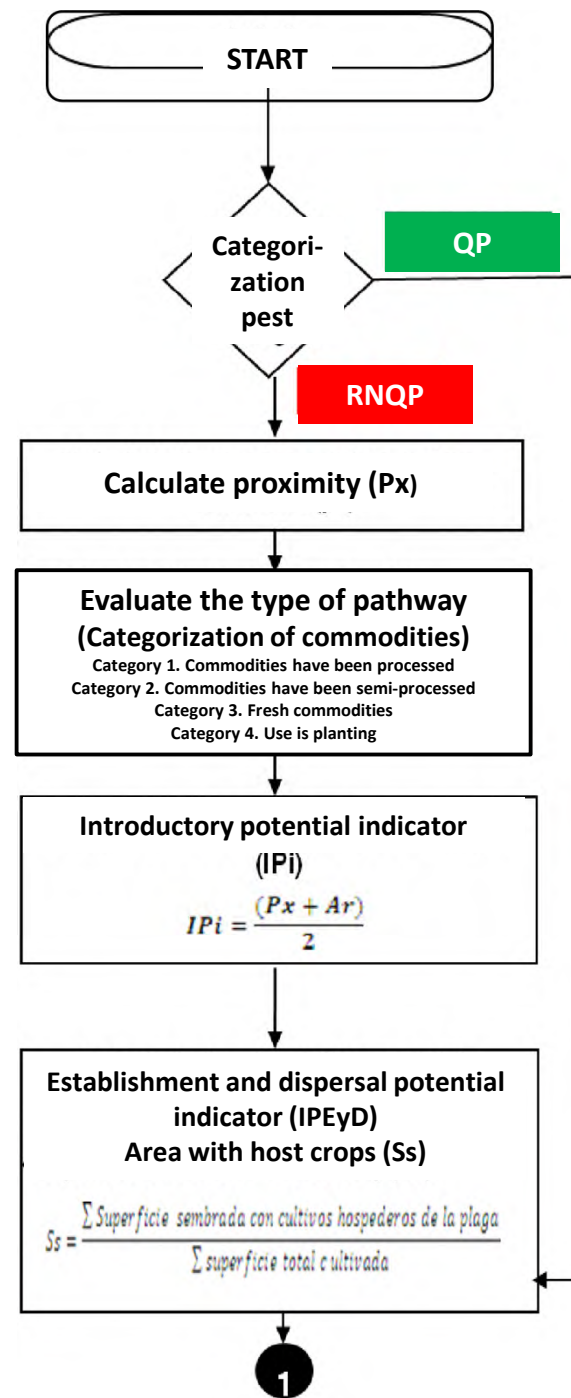 START
Categori-
zation
pest
QP
RNQP
Calculate proximity (Px)
Evaluate the type of pathway
(Categorization of commodities)
Category 1. Commodities have been processed
Category 2. Commodities have been semi-processed
Category 3. Fresh commodities
Category 4. Use is planting
Introductory potential indicator
(IPi)
IPi = (Px + Ar) / 2
Establishment and dispersal potential
indicator (IPEyD)
Area with host crops (Ss)
Ss = ∑ Superficie sembrada con cultivos hospederos de la plaga / ∑ superficie total c ultivada
1